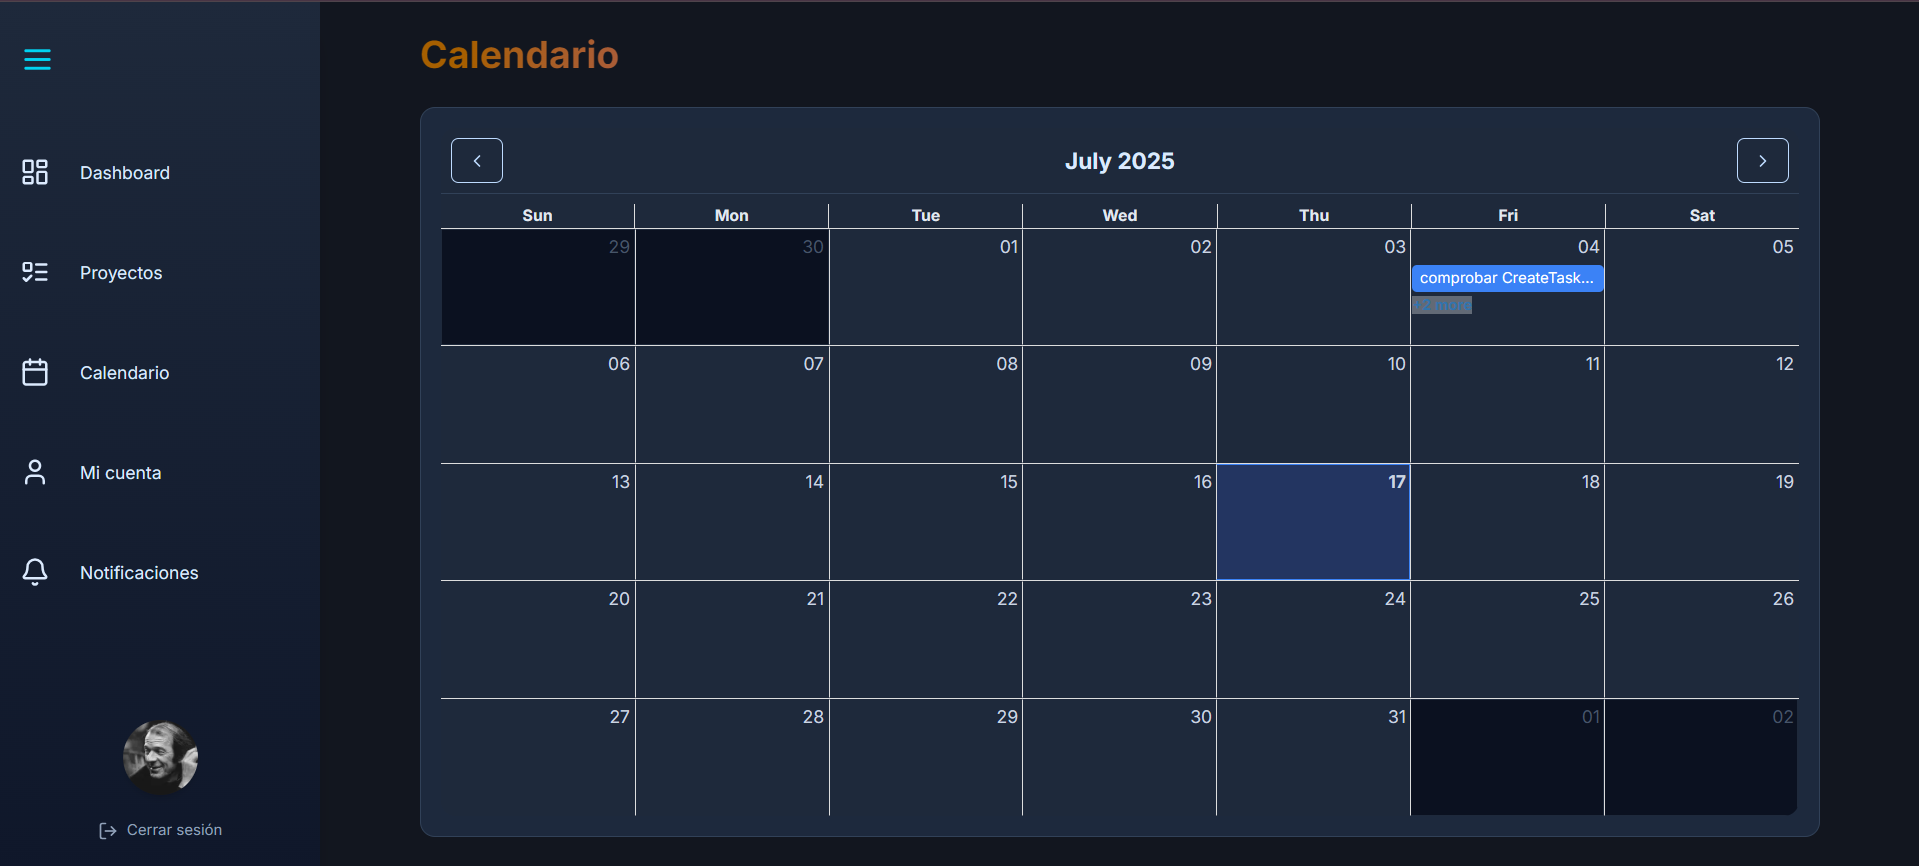 Calendario
Dashboard
Proyectos
Calendario
Mi cuenta
Notificaciones
Cerrar sesión
July 2025
Sun Mon Tue Wed Thu Fri Sat
29 30 01 02 03 04 05
comprobar CreateTask...
+2 more
06 07 08 09 10 11 12
13 14 15 16 17 18 19
20 21 22 23 24 25 26
27 28 29 30 31 01 02